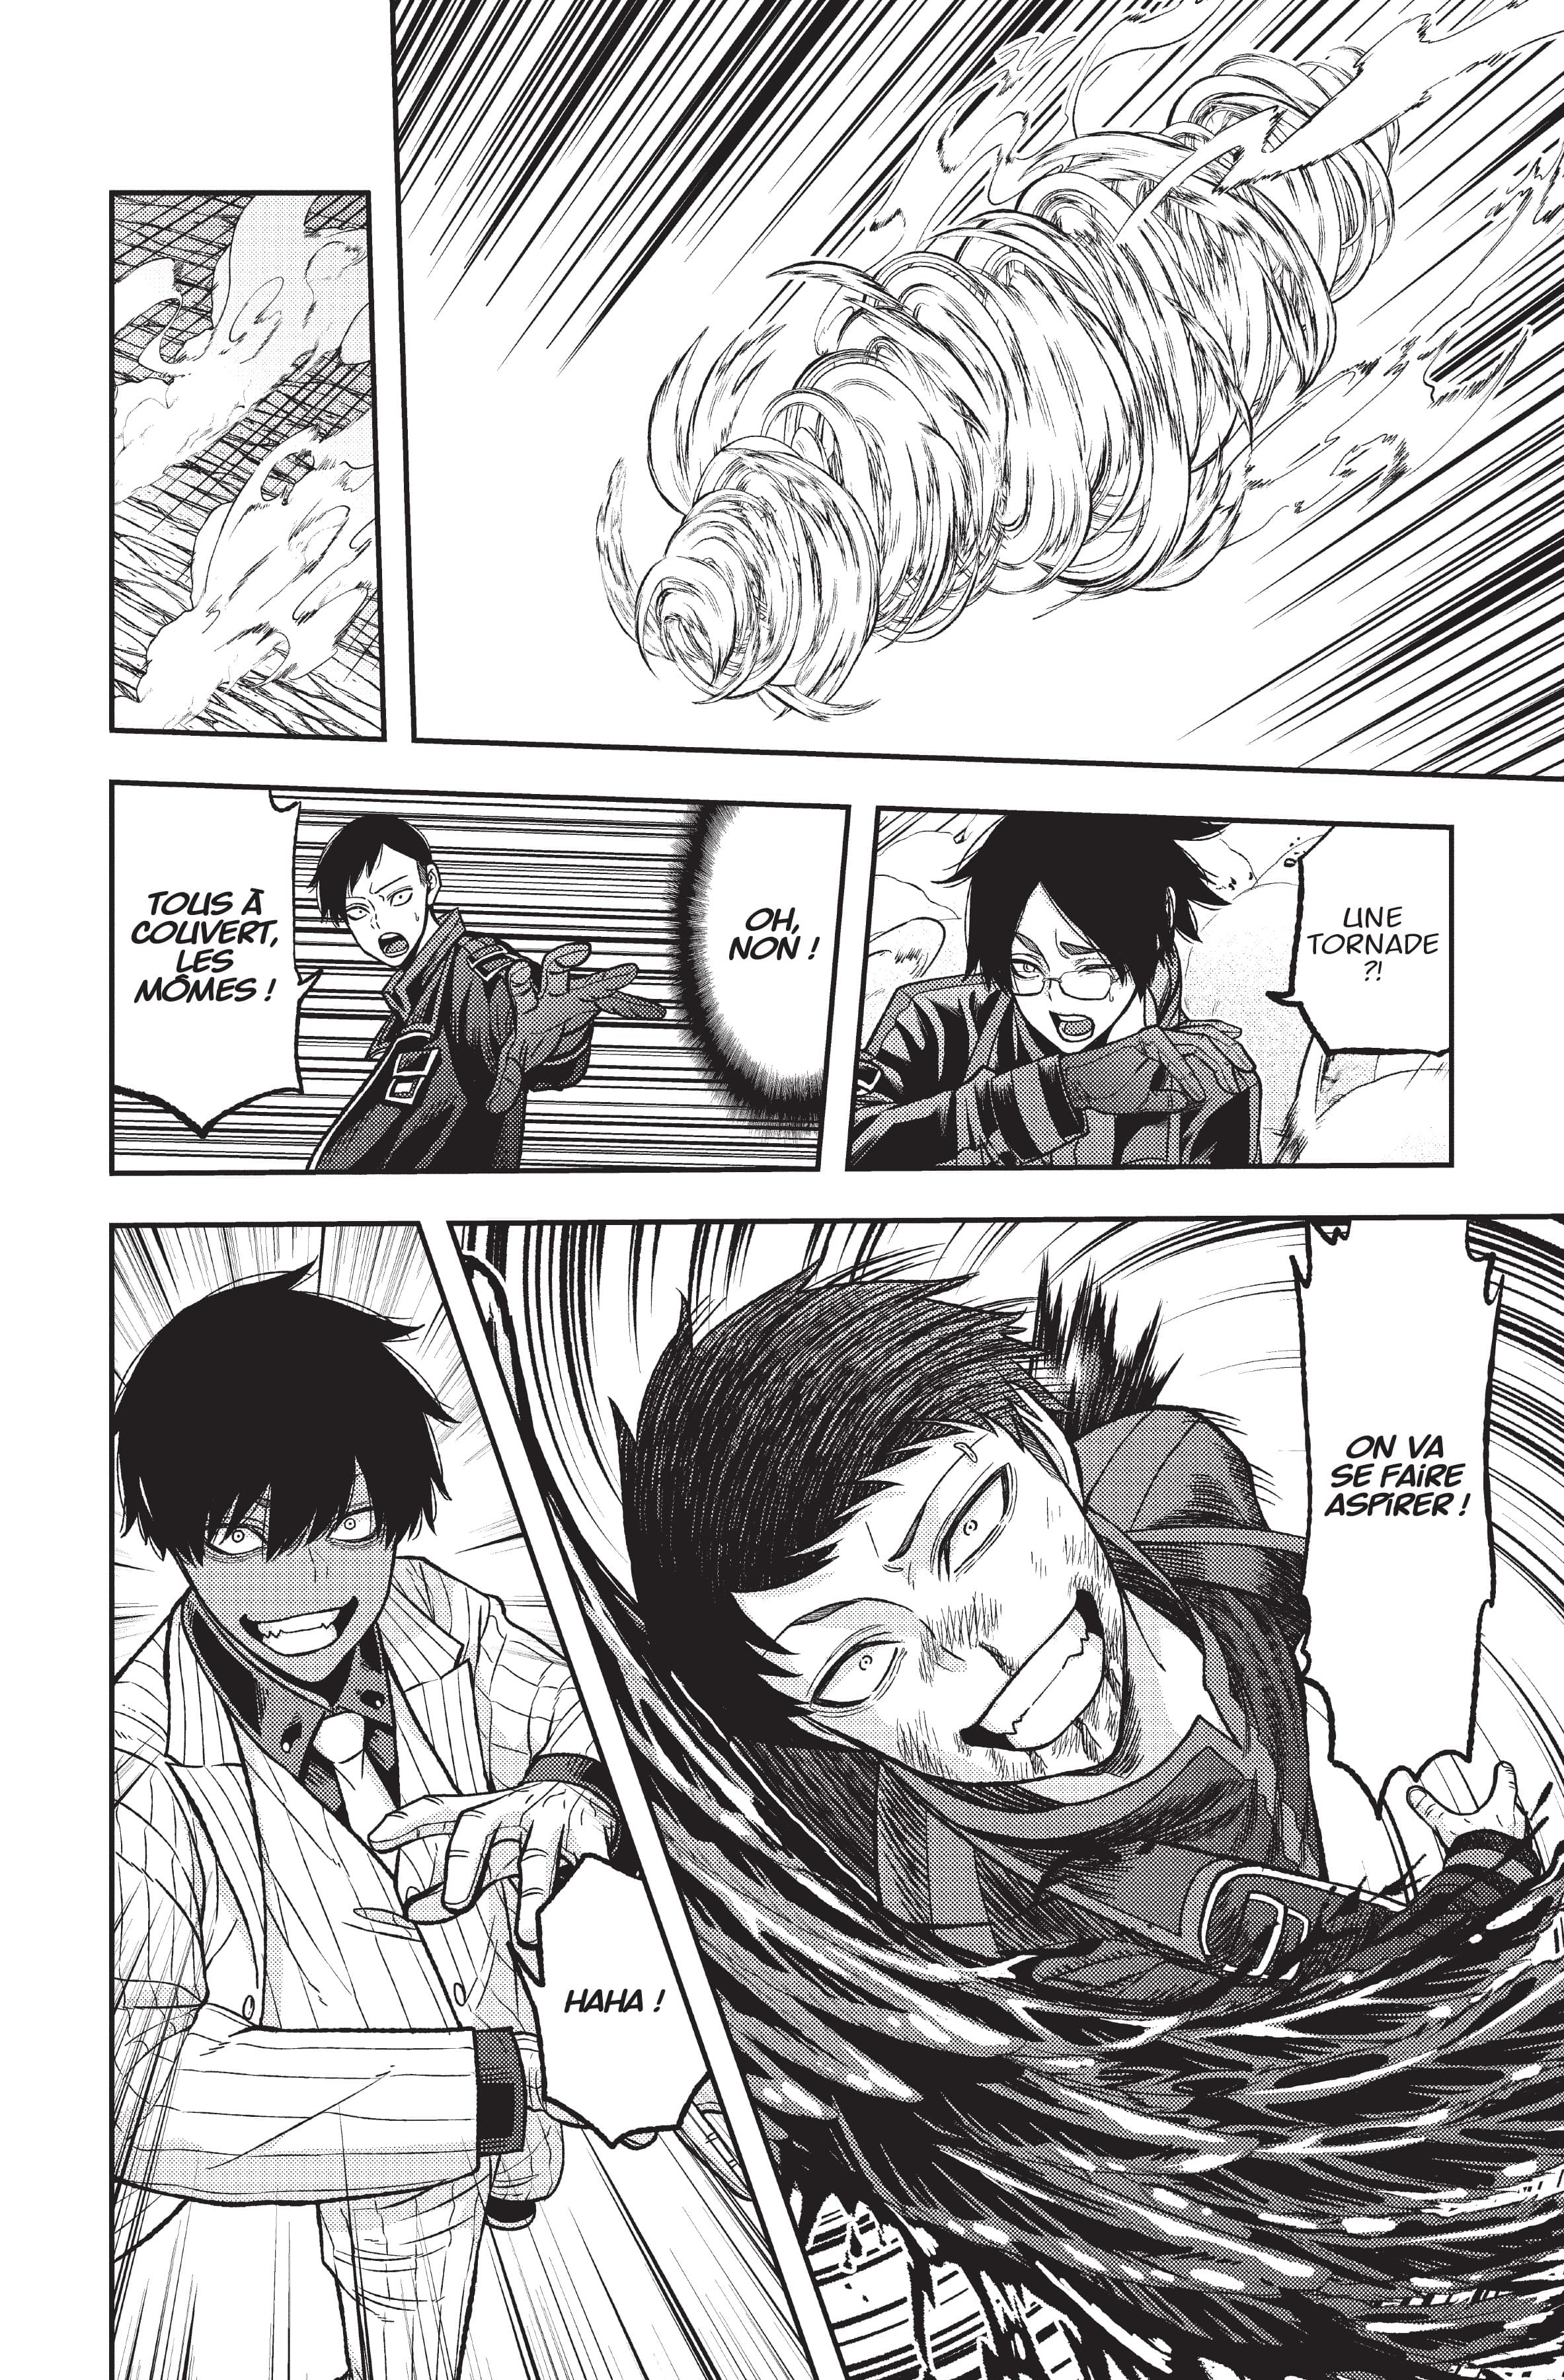 UNE
TORNADE
?!
OH,
NON !
TOUS À
COUVERT,
LES
MÔMES !
ON VA
SE FAIRE
ASPIRER !
HAHA !